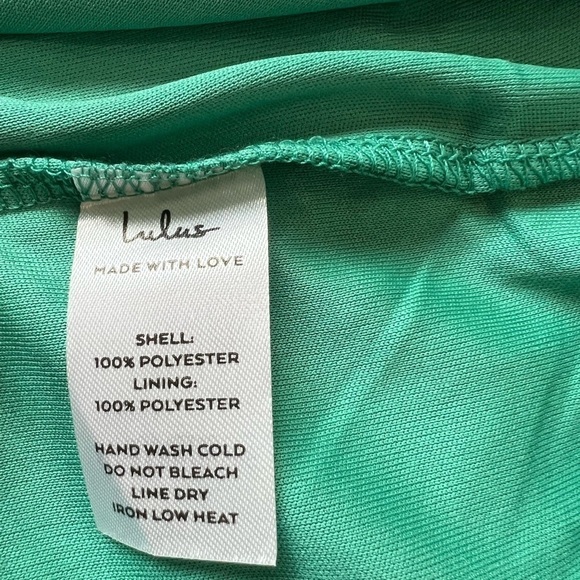 Lulus
MADE WITH LOVE
SHELL:
100% POLYESTER
LINING:
100% POLYESTER
HAND WASH COLD
DO NOT BLEACH
LINE DRY
IRON LOW HEAT